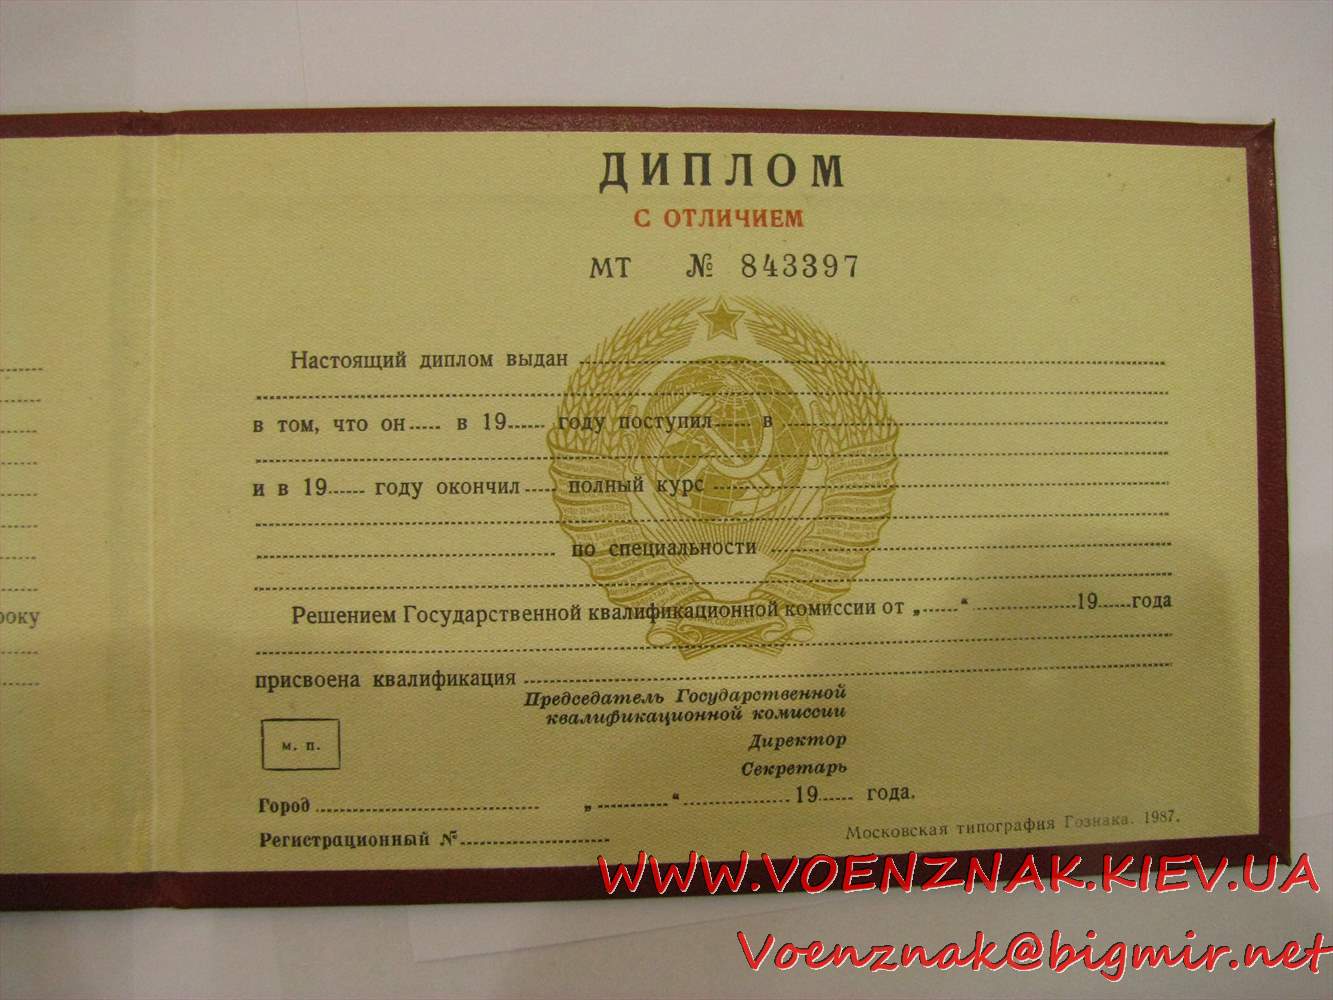 ДИПЛОМ
С ОТЛИЧИЕМ
МТ № 843397
Настоящий диплом выдан
в том, что он в 19 году поступил в
и в 19 году окончил полный курс
по специальности
року
Решением Государственной квалификационной комиссии от „ “ 19 года
присвоена квалификация
Председатель Государственной
квалификационной комиссии
м. п.
Директор
Секретарь
Город „ “ 19 года.
Регистрационный №
Московская типография Гознака. 1987.
WWW.VOENZNAK.KIEV.UA
Voenznak@bigmir.net